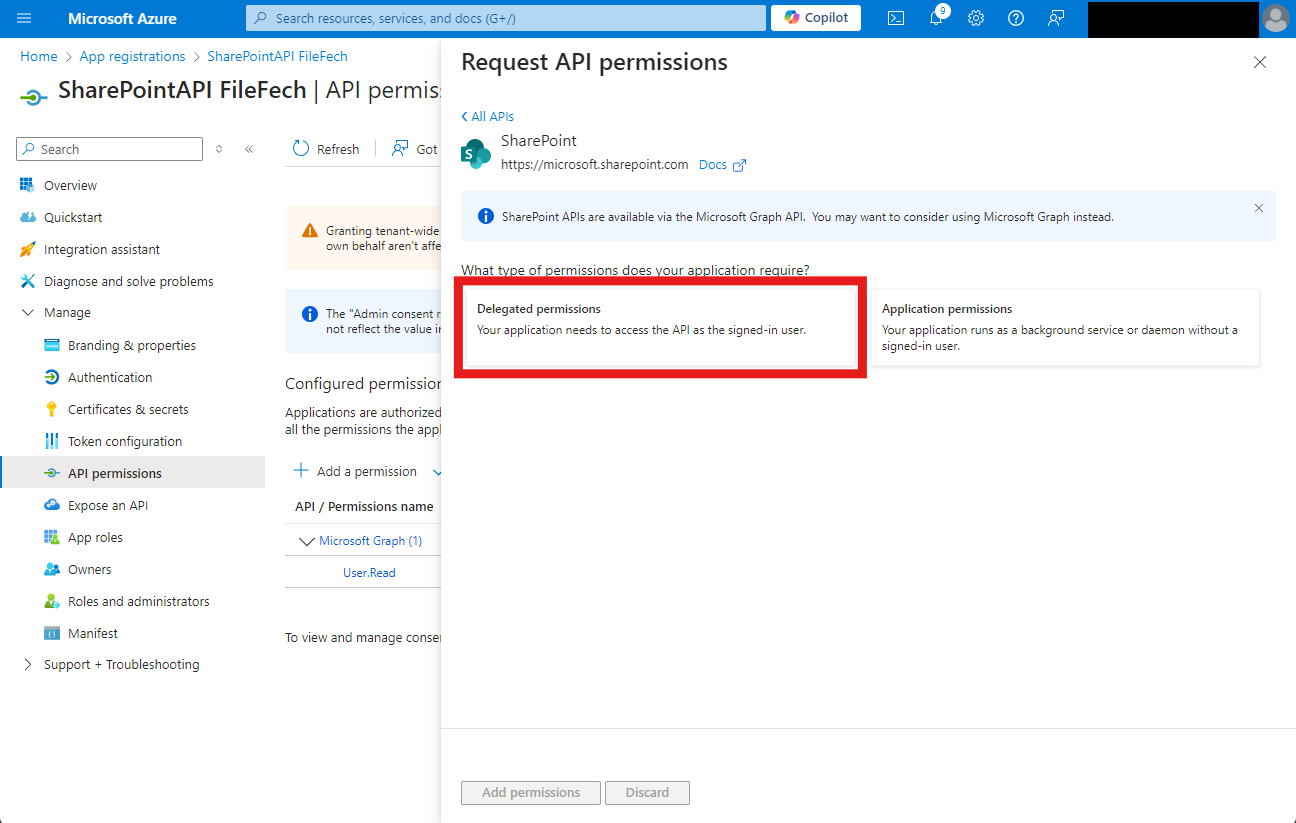 Microsoft Azure
Search resources, services, and docs (G+/)
Copilot
9
Home > App registrations > SharePointAPI FileFech
SharePointAPI FileFech | API permis
Search
Overview
Quickstart
Integration assistant
Diagnose and solve problems
Manage
Branding & properties
Authentication
Certificates & secrets
Token configuration
API permissions
Expose an API
App roles
Owners
Roles and administrators
Manifest
Support + Troubleshooting
Refresh
Got
Granting tenant-wide
own behalf aren't affe
The "Admin consent r
not reflect the value in
Configured permission
Applications are authorized
all the permissions the appl
Add a permission
API / Permissions name
Microsoft Graph (1)
User.Read
To view and manage conser
Request API permissions
All APIs
SharePoint
https://microsoft.sharepoint.com Docs
SharePoint APIs are available via the Microsoft Graph API. You may want to consider using Microsoft Graph instead.
What type of permissions does your application require?
Delegated permissions
Your application needs to access the API as the signed-in user.
Application permissions
Your application runs as a background service or daemon without a
signed-in user.
Add permissions
Discard